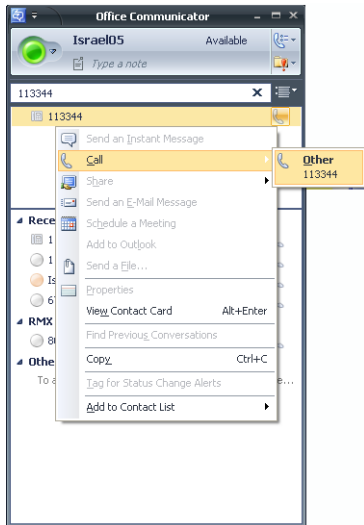 Office Communicator
Israel05 Available
Type a note
113344
113344
Send an Instant Message
Call
Other
113344
Share
Send an E-Mail Message
Schedule a Meeting
Add to Outlook
Send a File...
Properties
View Contact Card Alt+Enter
Find Previous Conversations
Copy Ctrl+C
Tag for Status Change Alerts
Add to Contact List
Rece
1
1
Is
6
RMX
8
Othe
To a e...